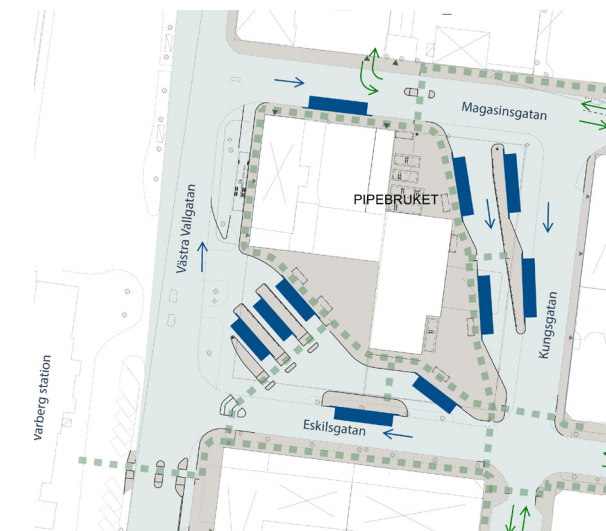 Magasinsgatan
PIPEBRUKET
Västra Vallgatan
Kungsgatan
Varberg station
Eskilsgatan